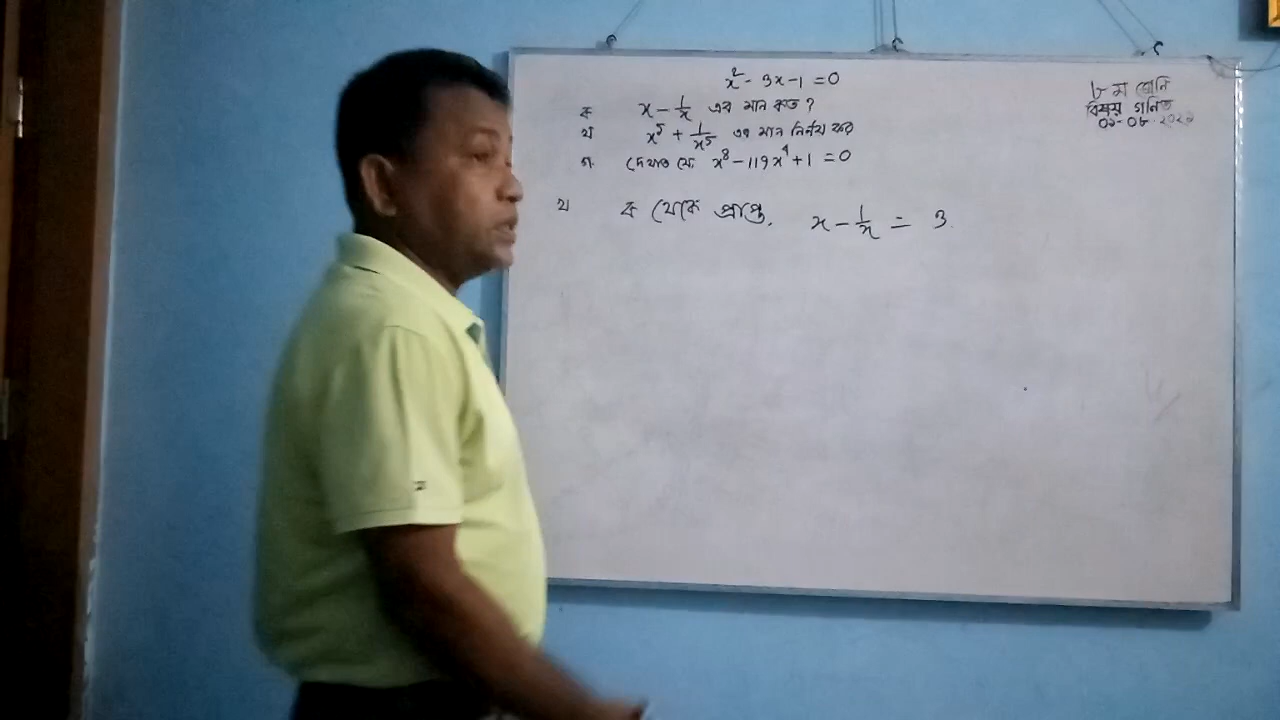 x² - 3x - 1 = 0
ক x - 1/x এর মান কত ?
খ x⁵ + 1/x⁵ এর মান নির্ণয় কর
গ. দেখাও যে x⁸ - 119x⁴ + 1 = 0
খ ক থেকে প্রাপ্ত, x - 1/x = 3
৮ম শ্রেনি
বিষয় গনিত